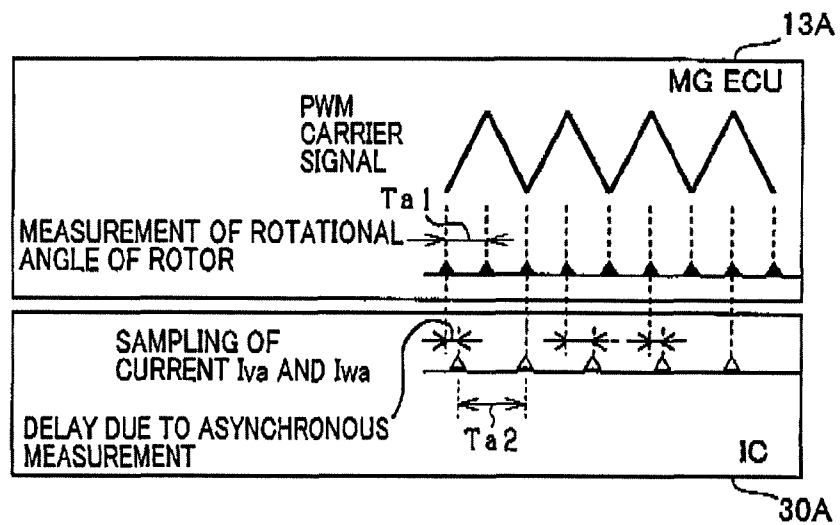 13A
MG ECU
PWM
CARRIER
SIGNAL
Ta1
MEASUREMENT OF ROTATIONAL
ANGLE OF ROTOR
SAMPLING OF
CURRENT Iva AND Iwa
DELAY DUE TO ASYNCHRONOUS
MEASUREMENT
Ta2
IC
30A